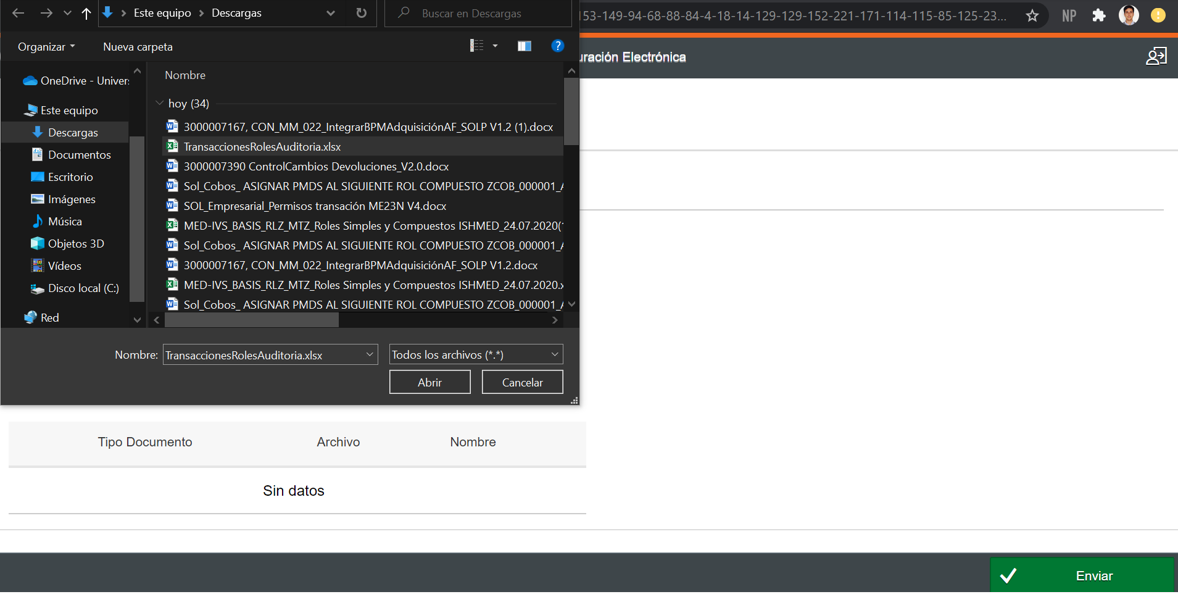 Este equipo > Descargas
Buscar en Descargas
53-149-94-68-88-84-4-18-14-129-129-152-221-171-114-115-85-125-23...
NP
Organizar
Nueva carpeta
?
uración Electrónica
OneDrive - Univer
Este equipo
Descargas
Documentos
Escritorio
Imágenes
Música
Objetos 3D
Vídeos
Disco local (C:)
Red
Nombre
hoy (34)
3000007167, CON_MM_022_IntegrarBPMAdquisiciónAF_SOLP V1.2 (1).docx
TransaccionesRolesAuditoria.xlsx
3000007390 ControlCambios Devoluciones_V2.0.docx
Sol_Cobos_ ASIGNAR PMDS AL SIGUIENTE ROL COMPUESTO ZCOB_000001_A
SOL_Empresarial_Permisos transación ME23N V4.docx
MED-IVS_BASIS_RLZ_MTZ_Roles Simples y Compuestos ISHMED_24.07.2020(1
Sol_Cobos_ ASIGNAR PMDS AL SIGUIENTE ROL COMPUESTO ZCOB_000001_A
3000007167, CON_MM_022_IntegrarBPMAdquisiciónAF_SOLP V1.2.docx
MED-IVS_BASIS_RLZ_MTZ_Roles Simples y Compuestos ISHMED_24.07.2020.x
Sol_Cobos_ ASIGNAR PMDS AL SIGUIENTE ROL COMPUESTO ZCOB_000001_A
Nombre: TransaccionesRolesAuditoria.xlsx
Todos los archivos (*.*)
Abrir
Cancelar
Tipo Documento
Archivo
Nombre
Sin datos
Enviar